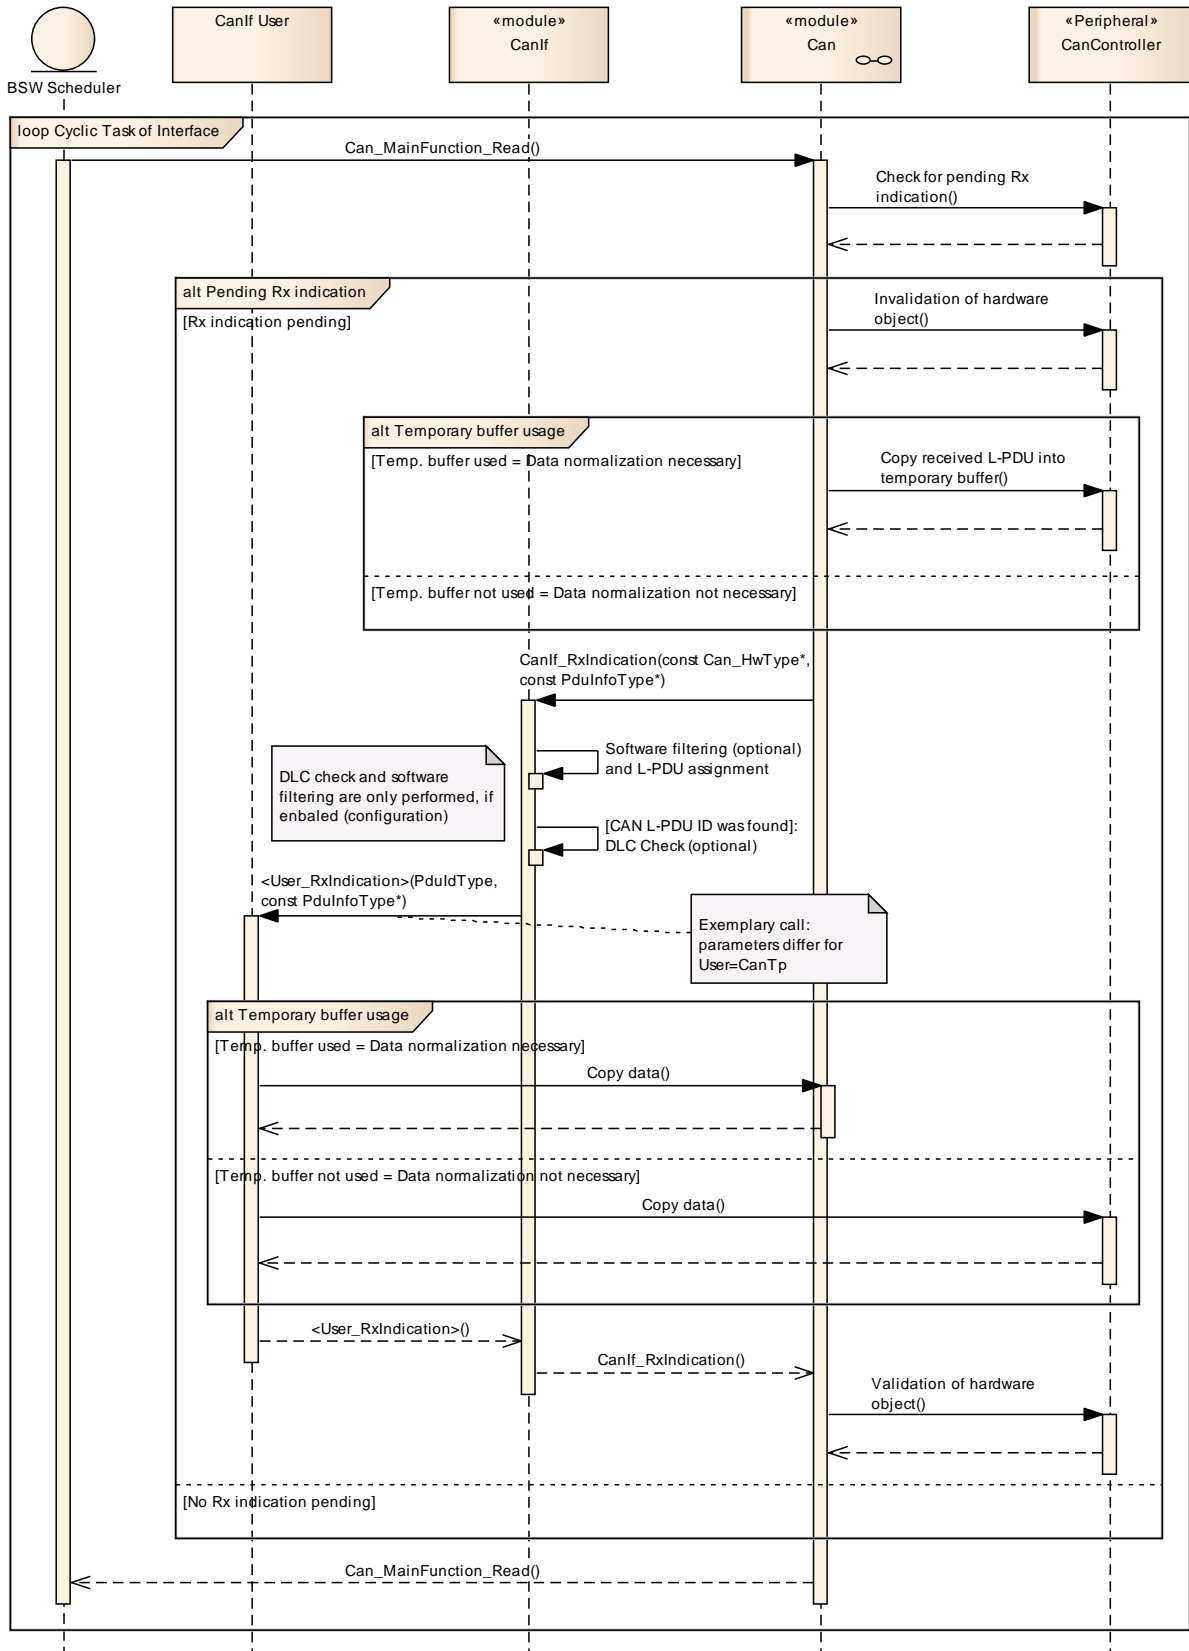 BSW Scheduler
CanIf User
«module»
CanIf
«module»
Can
«Peripheral»
CanController
loop Cyclic Task of Interface
Can_MainFunction_Read()
Check for pending Rx
indication()
alt Pending Rx indication
[Rx indication pending]
Invalidation of hardware
object()
alt Temporary buffer usage
[Temp. buffer used = Data normalization necessary]
Copy received L-PDU into
temporary buffer()
[Temp. buffer not used = Data normalization not necessary]
CanIf_RxIndication(const Can_HwType*,
const PduInfoType*)
Software filtering (optional)
and L-PDU assignment
DLC check and software
filtering are only performed, if
enbaled (configuration)
[CAN L-PDU ID was found]:
DLC Check (optional)
<User_RxIndication>(PduIdType,
const PduInfoType*)
Exemplary call:
parameters differ for
User=CanTp
alt Temporary buffer usage
[Temp. buffer used = Data normalization necessary]
Copy data()
[Temp. buffer not used = Data normalization not necessary]
Copy data()
<User_RxIndication>()
CanIf_RxIndication()
Validation of hardware
object()
[No Rx indication pending]
Can_MainFunction_Read()